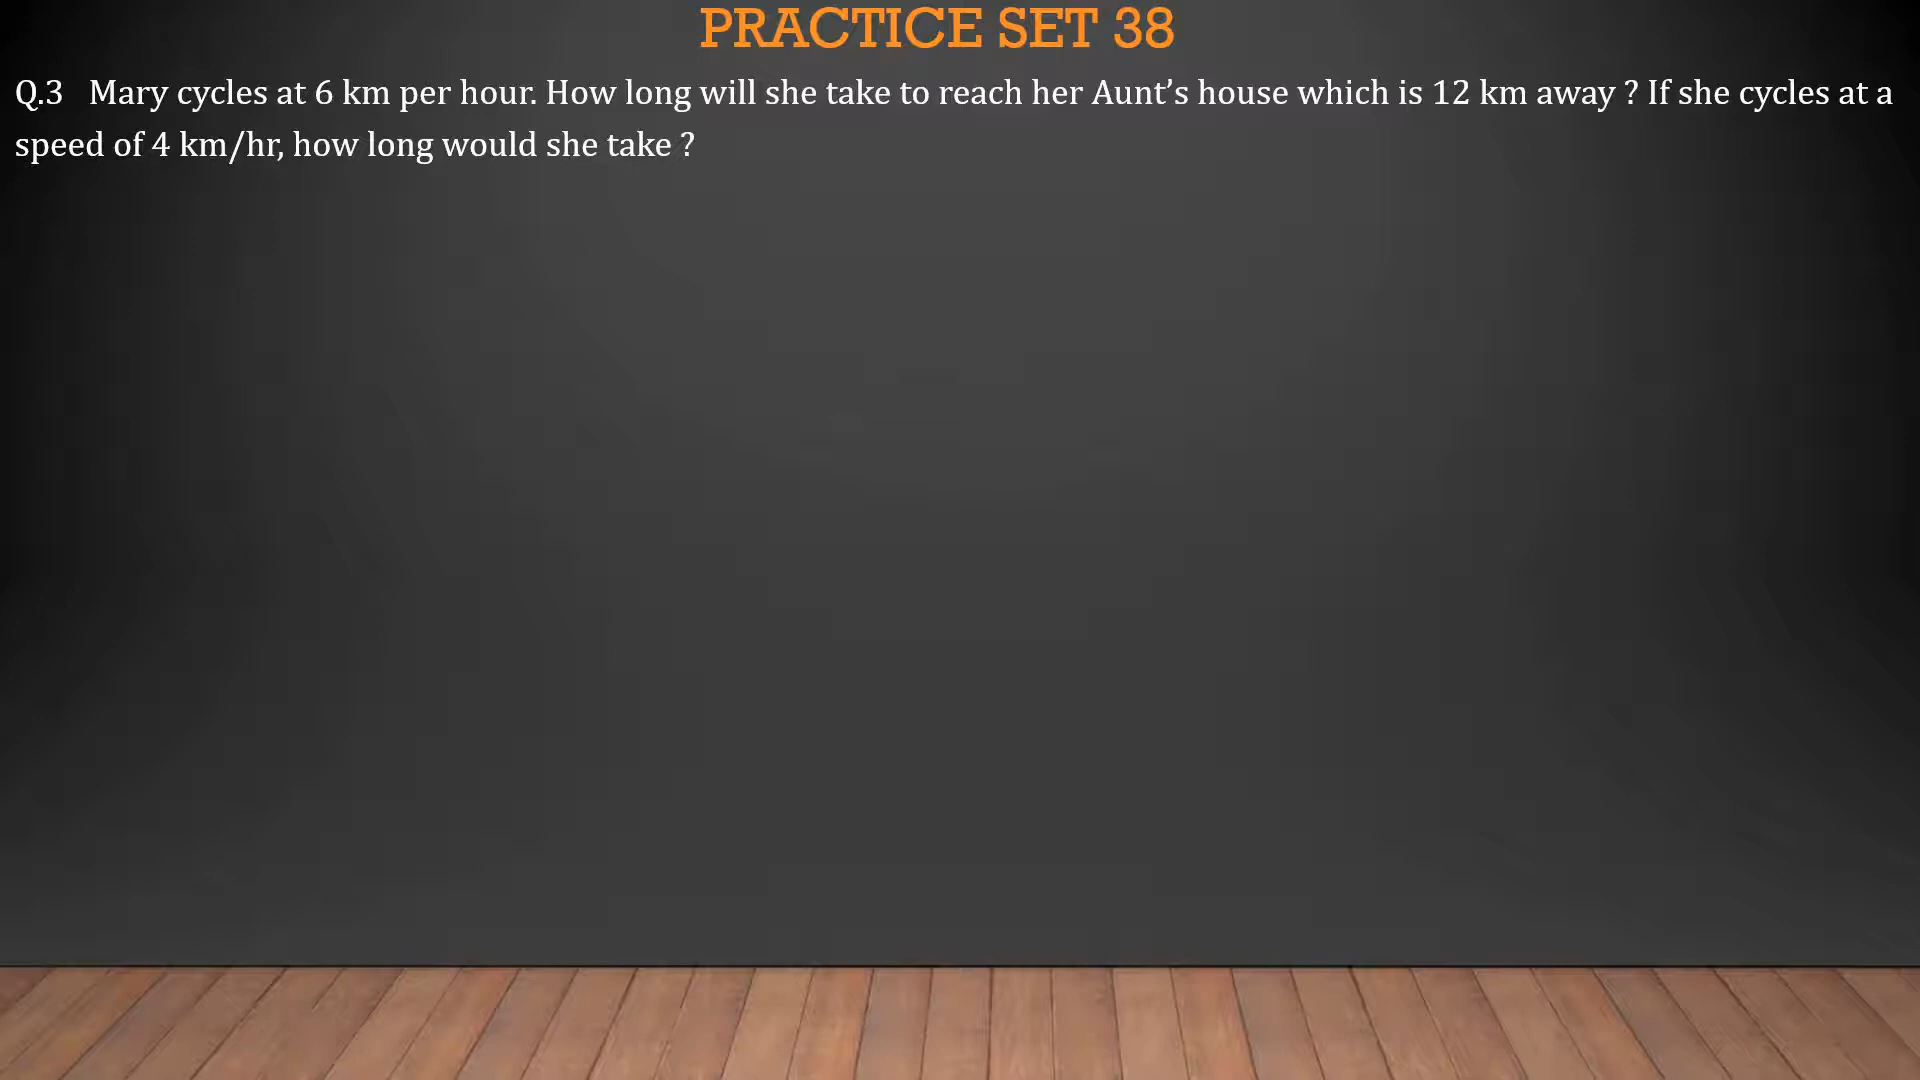 PRACTICE SET 38
Q.3 Mary cycles at 6 km per hour. How long will she take to reach her Aunt’s house which is 12 km away ? If she cycles at a
speed of 4 km/hr, how long would she take ?